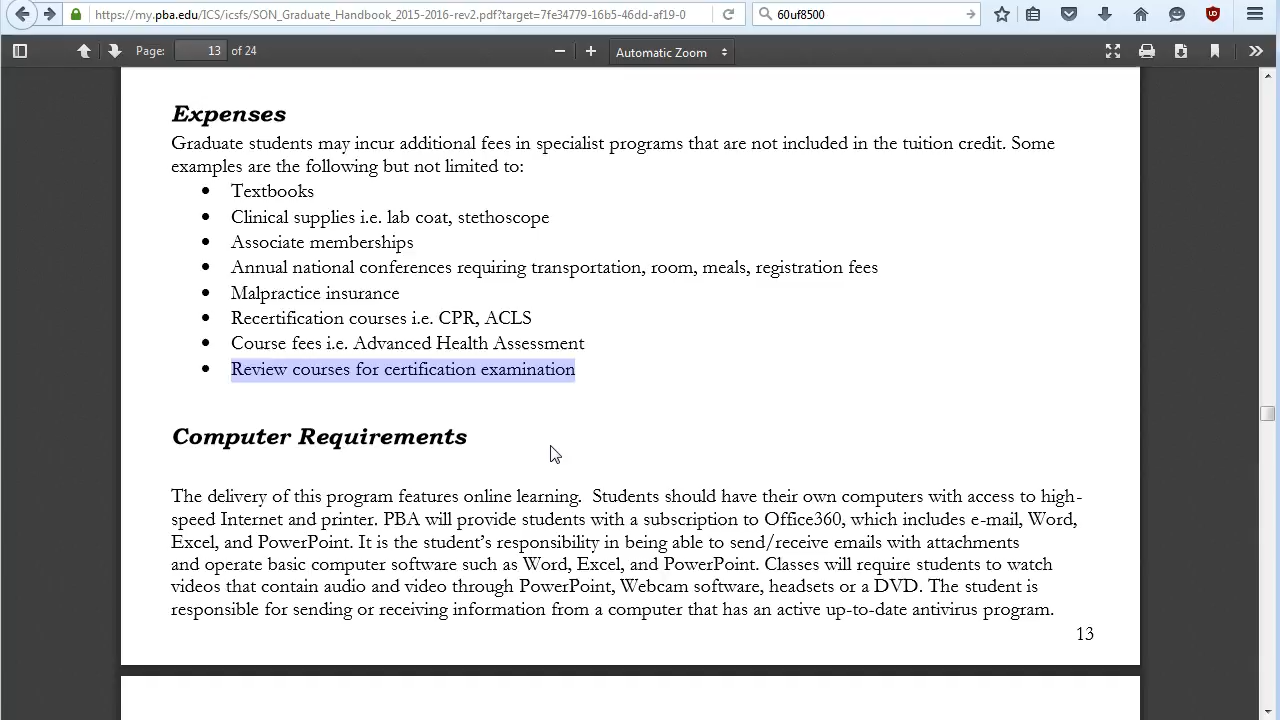 https://my.pba.edu/ICS/icsfs/SON_Graduate_Handbook_2015-2016-rev2.pdf?target=7fe34779-16b5-46dd-af19-0
60uf8500
Page: 13 of 24
Automatic Zoom
Expenses
Graduate students may incur additional fees in specialist programs that are not included in the tuition credit. Some
examples are the following but not limited to:
• Textbooks
• Clinical supplies i.e. lab coat, stethoscope
• Associate memberships
• Annual national conferences requiring transportation, room, meals, registration fees
• Malpractice insurance
• Recertification courses i.e. CPR, ACLS
• Course fees i.e. Advanced Health Assessment
• Review courses for certification examination
Computer Requirements
The delivery of this program features online learning.  Students should have their own computers with access to high-
speed Internet and printer. PBA will provide students with a subscription to Office360, which includes e-mail, Word,
Excel, and PowerPoint. It is the student's responsibility in being able to send/receive emails with attachments
and operate basic computer software such as Word, Excel, and PowerPoint. Classes will require students to watch
videos that contain audio and video through PowerPoint, Webcam software, headsets or a DVD. The student is
responsible for sending or receiving information from a computer that has an active up-to-date antivirus program.
13